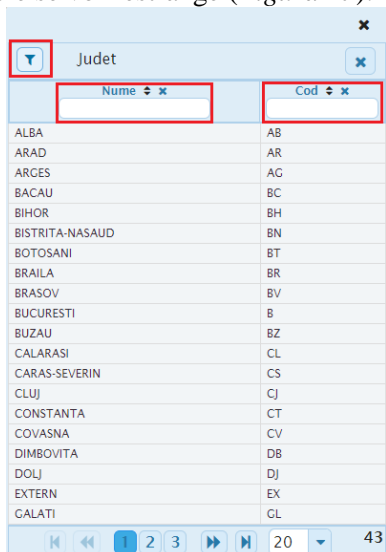 Judet
Nume Cod
ALBA AB
ARAD AR
ARGES AG
BACAU BC
BIHOR BH
BISTRITA-NASAUD BN
BOTOSANI BT
BRAILA BR
BRASOV BV
BUCURESTI B
BUZAU BZ
CALARASI CL
CARAS-SEVERIN CS
CLUJ CJ
CONSTANTA CT
COVASNA CV
DIMBOVITA DB
DOLJ DJ
EXTERN EX
GALATI GL
1 2 3 20 43